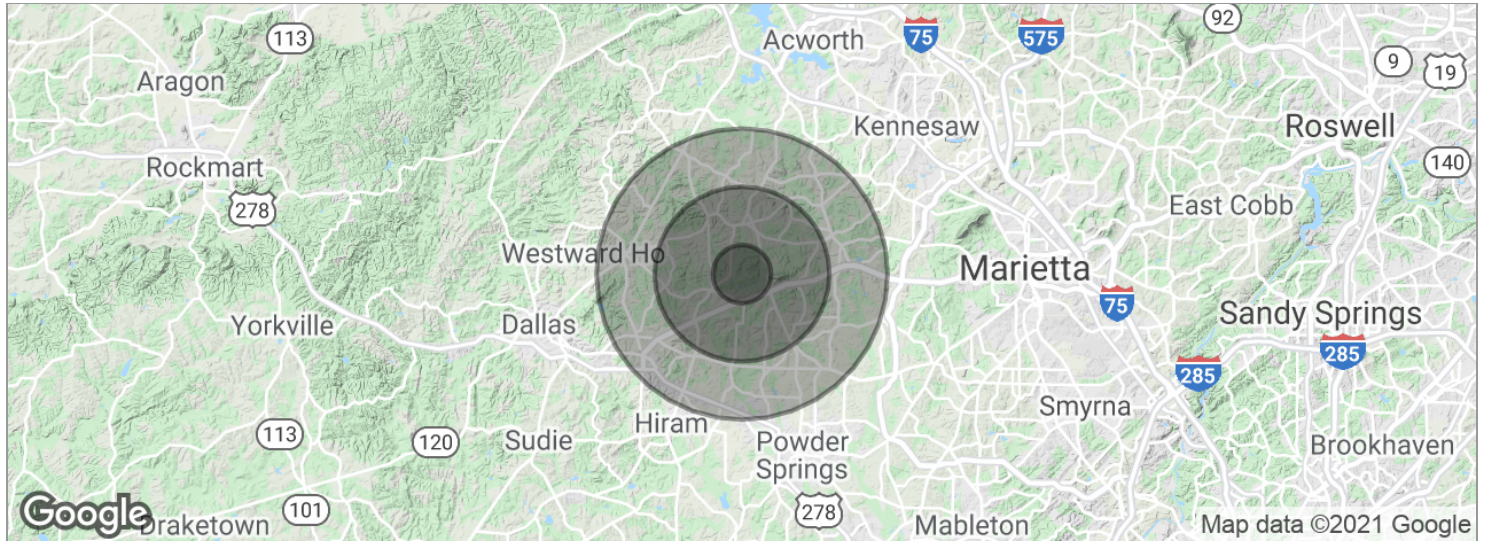 92
113
75
575
Acworth
9
19
Aragon
Kennesaw
Roswell
Rockmart
140
278
East Cobb
Westward Ho
Marietta
75
Sandy Springs
Yorkville
Dallas
285
285
Smyrna
Hiram
113
120
Sudie
Powder
Springs
Brookhaven
101
278
Google
Draketown
Mableton
Map data ©2021 Google